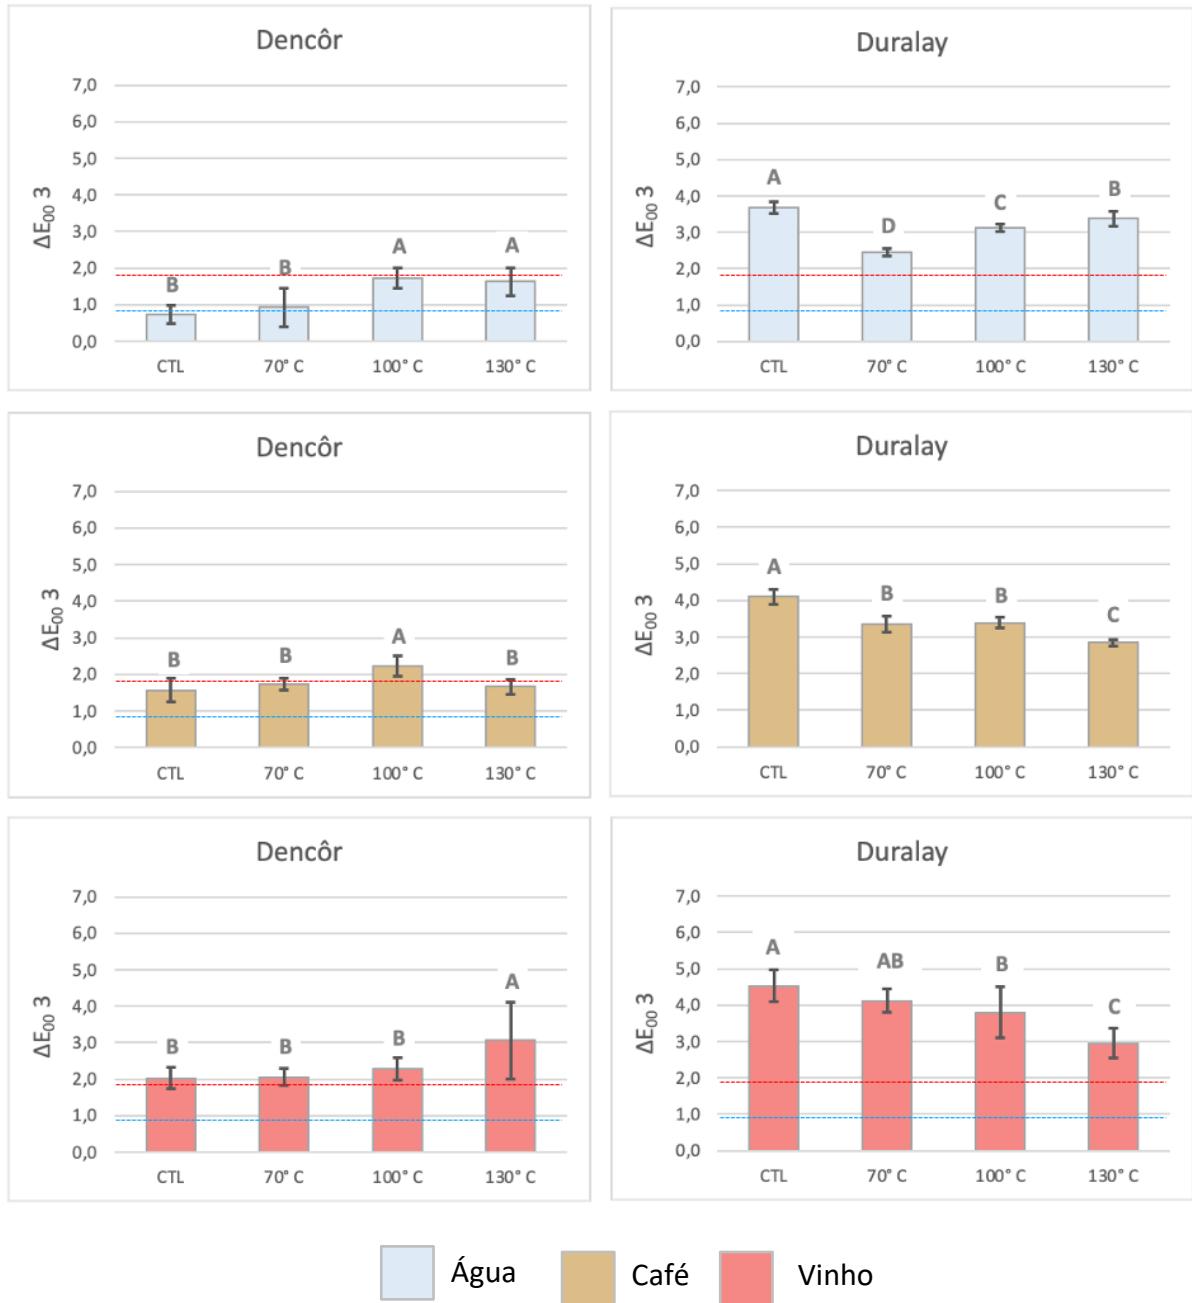 Dencôr
7,0
6,0
5,0
4,0
3,0
2,0
1,0
0,0
ΔE₀₀ 3
B
B
A
A
CTL 70° C 100° C 130° C
Duralay
7,0
6,0
5,0
4,0
3,0
2,0
1,0
0,0
ΔE₀₀ 3
A
D
C
B
CTL 70° C 100° C 130° C
Dencôr
7,0
6,0
5,0
4,0
3,0
2,0
1,0
0,0
ΔE₀₀ 3
B
B
A
B
CTL 70° C 100° C 130° C
Duralay
7,0
6,0
5,0
4,0
3,0
2,0
1,0
0,0
ΔE₀₀ 3
A
B
B
C
CTL 70° C 100° C 130° C
Dencôr
7,0
6,0
5,0
4,0
3,0
2,0
1,0
0,0
ΔE₀₀ 3
B
B
B
A
CTL 70° C 100° C 130° C
Duralay
7,0
6,0
5,0
4,0
3,0
2,0
1,0
0,0
ΔE₀₀ 3
A
AB
B
C
CTL 70° C 100° C 130° C
Água Café Vinho